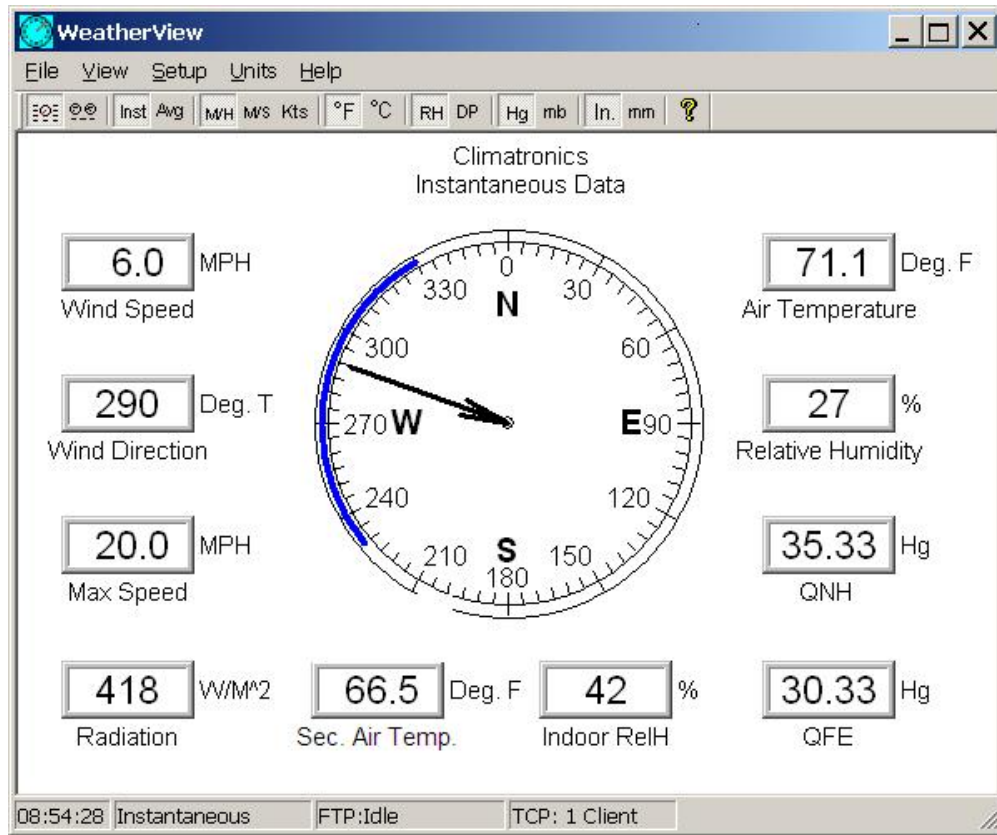 WeatherView
File View Setup Units Help
Inst Avg M/H M/S Kts °F °C RH DP Hg mb In. mm ?
Climatronics
Instantaneous Data
6.0 MPH
Wind Speed
290 Deg. T
Wind Direction
20.0 MPH
Max Speed
418 W/M^2
Radiation
0
330 30
N
300 60
270 W E 90
240 120
210 S 150
180
66.5 Deg. F
Sec. Air Temp.
42 %
Indoor RelH
71.1 Deg. F
Air Temperature
27 %
Relative Humidity
35.33 Hg
QNH
30.33 Hg
QFE
08:54:28 Instantaneous FTP:Idle TCP: 1 Client